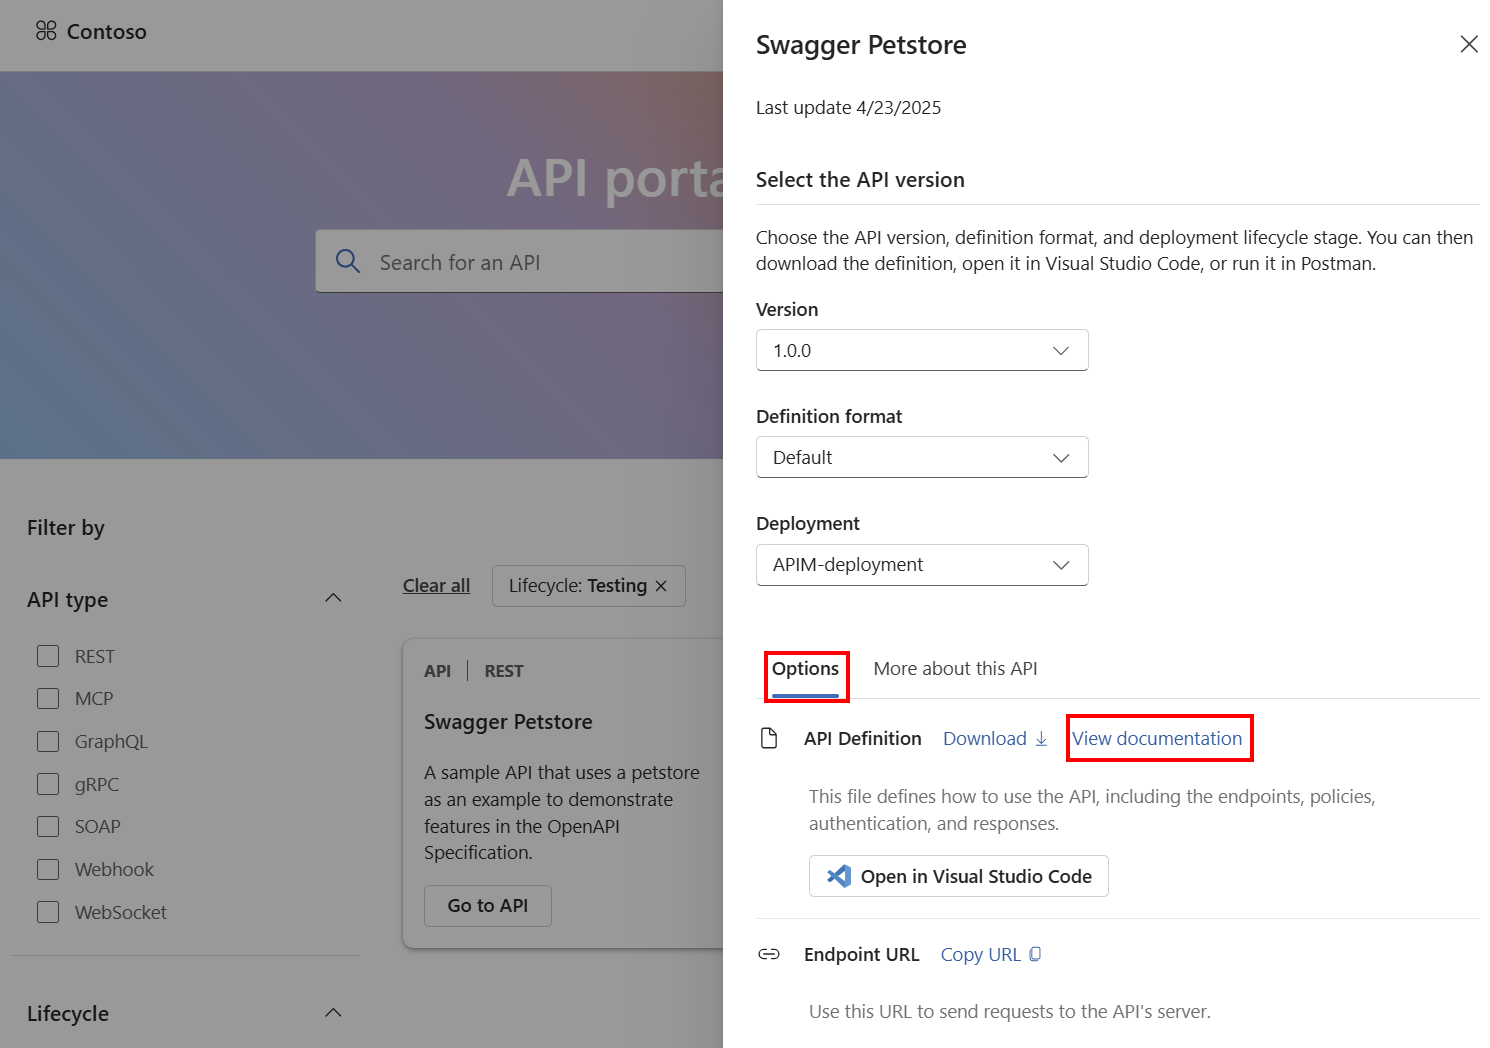 Contoso
API porta
Search for an API
Filter by
API type
REST
MCP
GraphQL
gRPC
SOAP
Webhook
WebSocket
Lifecycle
Clear all
Lifecycle: Testing
API | REST
Swagger Petstore
A sample API that uses a petstore
as an example to demonstrate
features in the OpenAPI
Specification.
Go to API
Swagger Petstore
Last update 4/23/2025
Select the API version
Choose the API version, definition format, and deployment lifecycle stage. You can then
download the definition, open it in Visual Studio Code, or run it in Postman.
Version
1.0.0
Definition format
Default
Deployment
APIM-deployment
Options More about this API
API Definition Download View documentation
This file defines how to use the API, including the endpoints, policies,
authentication, and responses.
Open in Visual Studio Code
Endpoint URL Copy URL
Use this URL to send requests to the API's server.